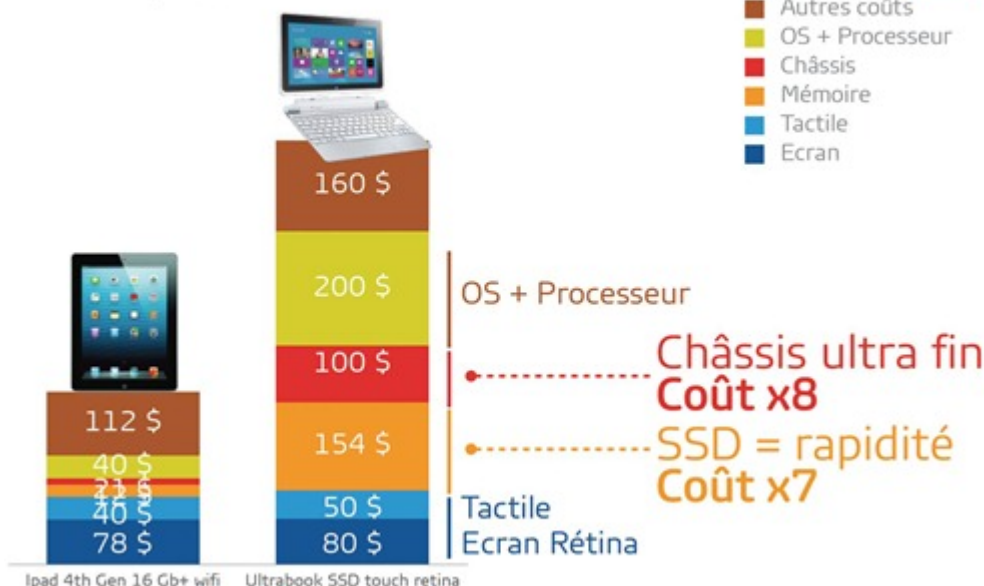 Autres coûts
OS + Processeur
Châssis
Mémoire
Tactile
Ecran
160 $
200 $
OS + Processeur
100 $
Châssis ultra fin
Coût x8
112 $
154 $
SSD = rapidité
Coût x7
40 $
40 $
50 $
Tactile
78 $
80 $
Ecran Rétina
Ipad 4th Gen 16 Gb+ wifi
Ultrabook SSD touch retina